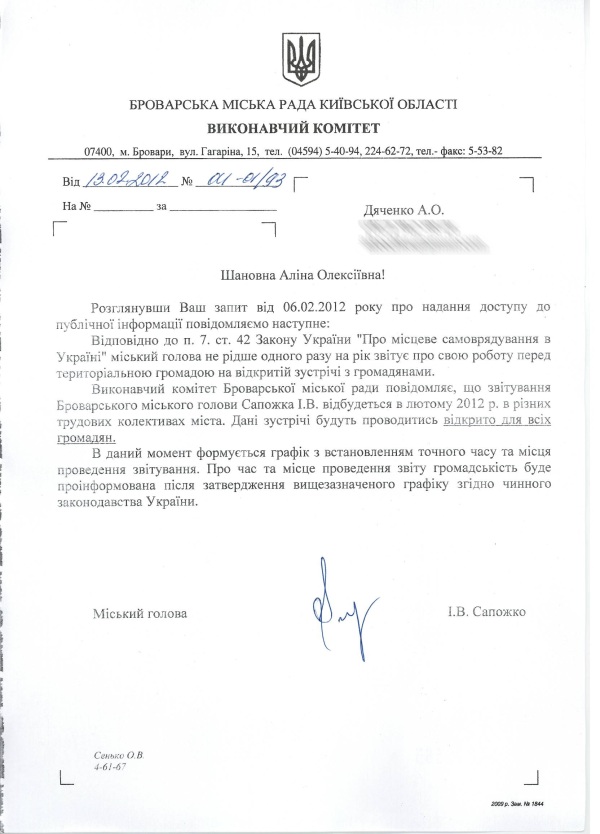 БРОВАРСЬКА МІСЬКА РАДА КИЇВСЬКОЇ ОБЛАСТІ
ВИКОНАВЧИЙ КОМІТЕТ
07400, м. Бровари, вул. Гагаріна, 15, тел. (04594) 5-40-94, 224-62-72, тел.- факс: 5-53-82
Від 13.02.2012 № 01-01/93
На № __________ за __________________
Дяченко А.О.
Шановна Аліна Олексіївна!
Розглянувши Ваш запит від 06.02.2012 року про надання доступу до
публічної інформації повідомляємо наступне:
Відповідно до п. 7. ст. 42 Закону України "Про місцеве самоврядування в
Україні" міський голова не рідше одного разу на рік звітує про свою роботу перед
територіальною громадою на відкритій зустрічі з громадянами.
Виконавчий комітет Броварської міської ради повідомляє, що звітування
Броварського міського голови Сапожка І.В. відбудеться в лютому 2012 р. в різних
трудових колективах міста. Дані зустрічі будуть проводитись відкрито для всіх
громадян.
В даний момент формується графік з встановленням точного часу та місця
проведення звітування. Про час та місце проведення звіту громадськість буде
проінформована після затвердження вищезазначеного графіку згідно чинного
законодавства України.
Міський голова
І.В. Сапожко
Сенько О.В.
4-61-67
2009 р. Зам. № 1844